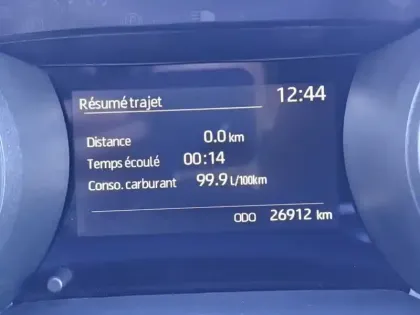 Résumé trajet 12:44
Distance 0.0 km
Temps écoulé 00:14
Conso. carburant 99.9 L/100km
ODO 26912 km